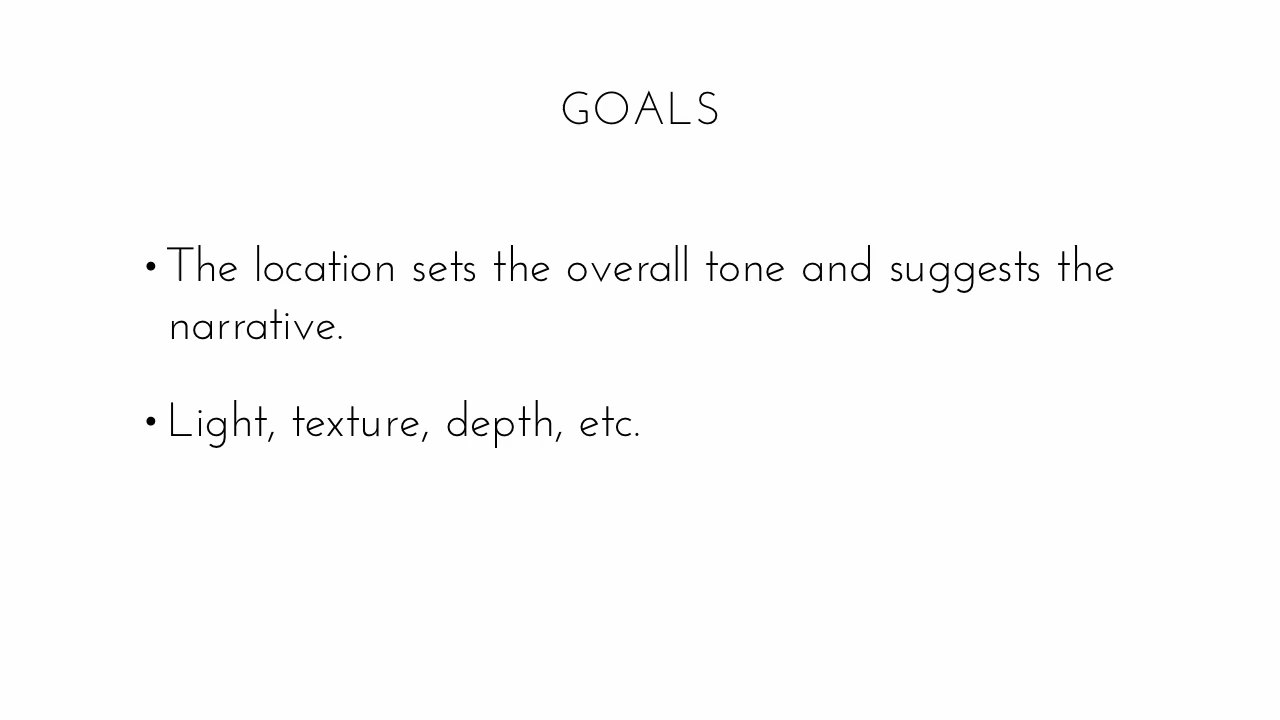 GOALS
• The location sets the overall tone and suggests the
narrative.
• Light, texture, depth, etc.